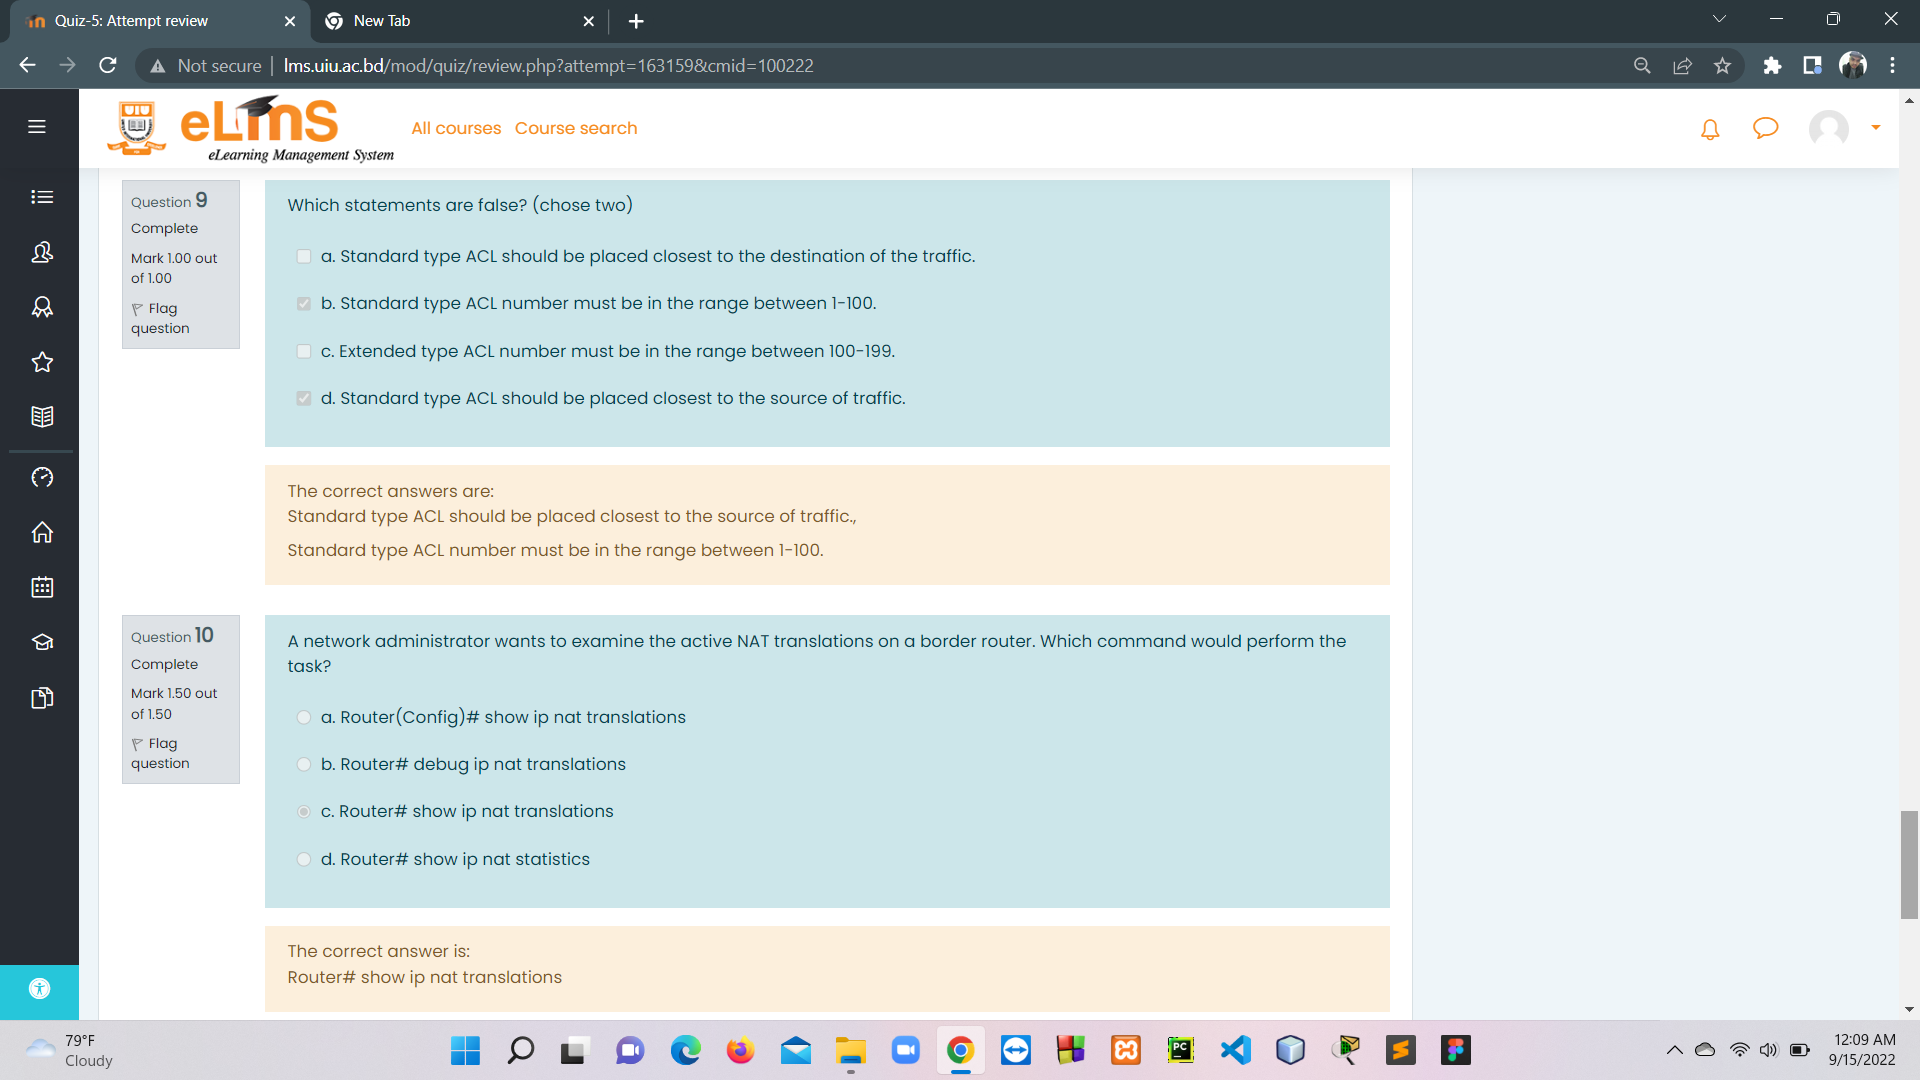 Quiz-5: Attempt review
New Tab
Not secure | lms.uiu.ac.bd/mod/quiz/review.php?attempt=163159&cmid=100222
eLmS
eLearning Management System
All courses Course search
Question 9
Complete
Mark 1.00 out
of 1.00
Flag
question
Which statements are false? (chose two)
a. Standard type ACL should be placed closest to the destination of the traffic.
b. Standard type ACL number must be in the range between 1-100.
c. Extended type ACL number must be in the range between 100-199.
d. Standard type ACL should be placed closest to the source of traffic.
The correct answers are:
Standard type ACL should be placed closest to the source of traffic.,
Standard type ACL number must be in the range between 1-100.
Question 10
Complete
Mark 1.50 out
of 1.50
Flag
question
A network administrator wants to examine the active NAT translations on a border router. Which command would perform the
task?
a. Router(Config)# show ip nat translations
b. Router# debug ip nat translations
c. Router# show ip nat translations
d. Router# show ip nat statistics
The correct answer is:
Router# show ip nat translations
79°F
Cloudy
12:09 AM
9/15/2022